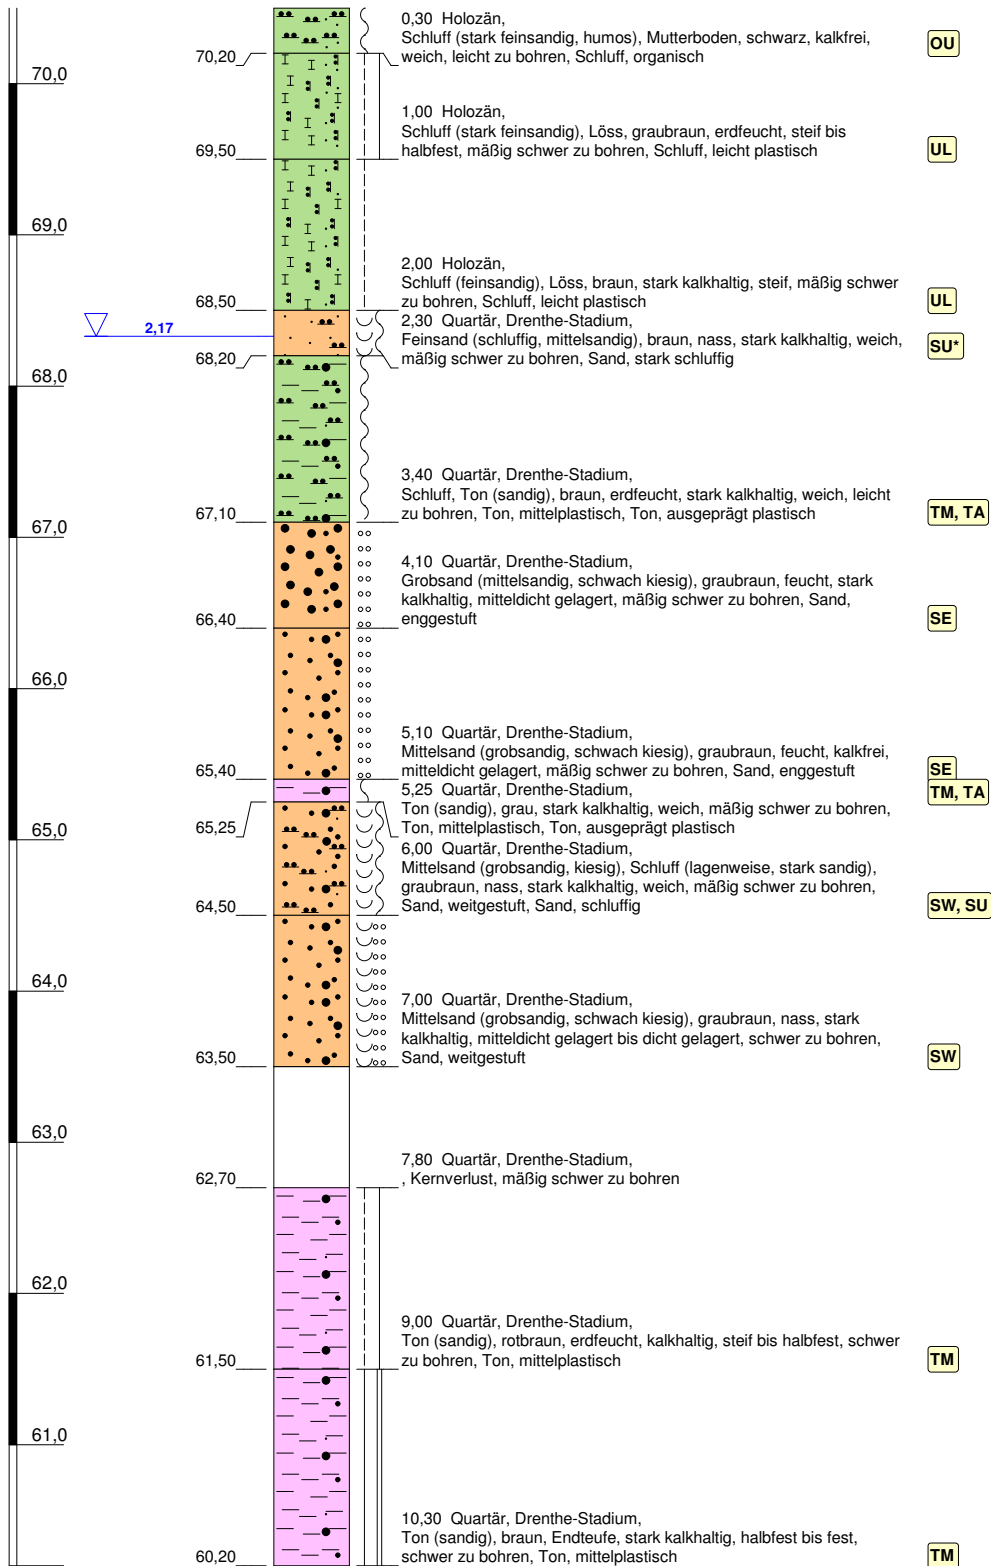 0,30 Holozän,
Schluff (stark feinsandig, humos), Mutterboden, schwarz, kalkfrei,
weich, leicht zu bohren, Schluff, organisch
OU
70,20
70,0
1,00 Holozän,
Schluff (stark feinsandig), Löss, graubraun, erdfeucht, steif bis
halbfest, mäßig schwer zu bohren, Schluff, leicht plastisch
UL
69,50
69,0
2,00 Holozän,
Schluff (feinsandig), Löss, braun, stark kalkhaltig, steif, mäßig schwer
zu bohren, Schluff, leicht plastisch
UL
68,50
2,17
2,30 Quartär, Drenthe-Stadium,
Feinsand (schluffig, mittelsandig), braun, nass, stark kalkhaltig, weich,
mäßig schwer zu bohren, Sand, stark schluffig
SU*
68,20
68,0
3,40 Quartär, Drenthe-Stadium,
Schluff, Ton (sandig), braun, erdfeucht, stark kalkhaltig, weich, leicht
zu bohren, Ton, mittelplastisch, Ton, ausgeprägt plastisch
TM, TA
67,10
67,0
4,10 Quartär, Drenthe-Stadium,
Grobsand (mittelsandig, schwach kiesig), graubraun, feucht, stark
kalkhaltig, mitteldicht gelagert, mäßig schwer zu bohren, Sand,
enggestuft
SE
66,40
66,0
5,10 Quartär, Drenthe-Stadium,
Mittelsand (grobsandig, schwach kiesig), graubraun, feucht, kalkfrei,
mitteldicht gelagert, mäßig schwer zu bohren, Sand, enggestuft
SE
65,40
5,25 Quartär, Drenthe-Stadium,
Ton (sandig), grau, stark kalkhaltig, weich, mäßig schwer zu bohren,
Ton, mittelplastisch, Ton, ausgeprägt plastisch
TM, TA
65,25
65,0
6,00 Quartär, Drenthe-Stadium,
Mittelsand (grobsandig, kiesig), Schluff (lagenweise, stark sandig),
graubraun, nass, stark kalkhaltig, weich, mäßig schwer zu bohren,
Sand, weitgestuft, Sand, schluffig
SW, SU
64,50
64,0
7,00 Quartär, Drenthe-Stadium,
Mittelsand (grobsandig, schwach kiesig), graubraun, nass, stark
kalkhaltig, mitteldicht gelagert bis dicht gelagert, schwer zu bohren,
Sand, weitgestuft
SW
63,50
63,0
7,80 Quartär, Drenthe-Stadium,
, Kernverlust, mäßig schwer zu bohren
62,70
62,0
9,00 Quartär, Drenthe-Stadium,
Ton (sandig), rotbraun, erdfeucht, kalkhaltig, steif bis halbfest, schwer
zu bohren, Ton, mittelplastisch
TM
61,50
61,0
10,30 Quartär, Drenthe-Stadium,
Ton (sandig), braun, Endteufe, stark kalkhaltig, halbfest bis fest,
schwer zu bohren, Ton, mittelplastisch
TM
60,20